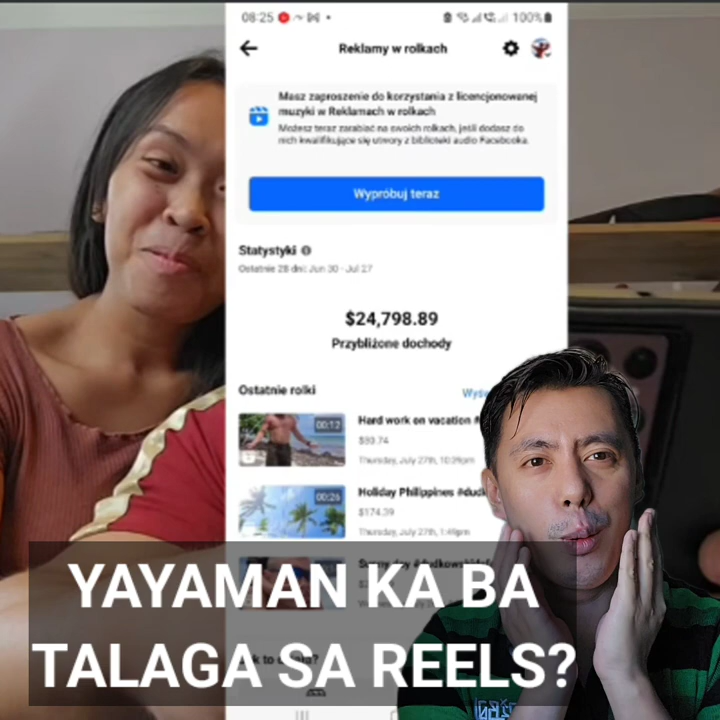 08:25
100%
Reklamy w rolkach
Masz zaproszenie do korzystania z licencjonowanej
muzyki w Reklamach w rolkach
Możesz teraz zarabiać na swoich rolkach, jeśli dodasz do
nich kwalifikujące się utwory z biblioteki audio Facebooka.
Wypróbuj teraz
Statystyki
Ostatnie 28 dni: Jun 30 - Jul 27
$24,798.89
Przybliżone dochody
Ostatnie rolki
00:12
Hard work on vacation
Thursday, July 27th, 10:39pm
00:26
Holiday Philippines
$174.39
Thursday, July 27th, 1:46pm
Sunny day
YAYAMAN KA BA
TALAGA SA REELS?